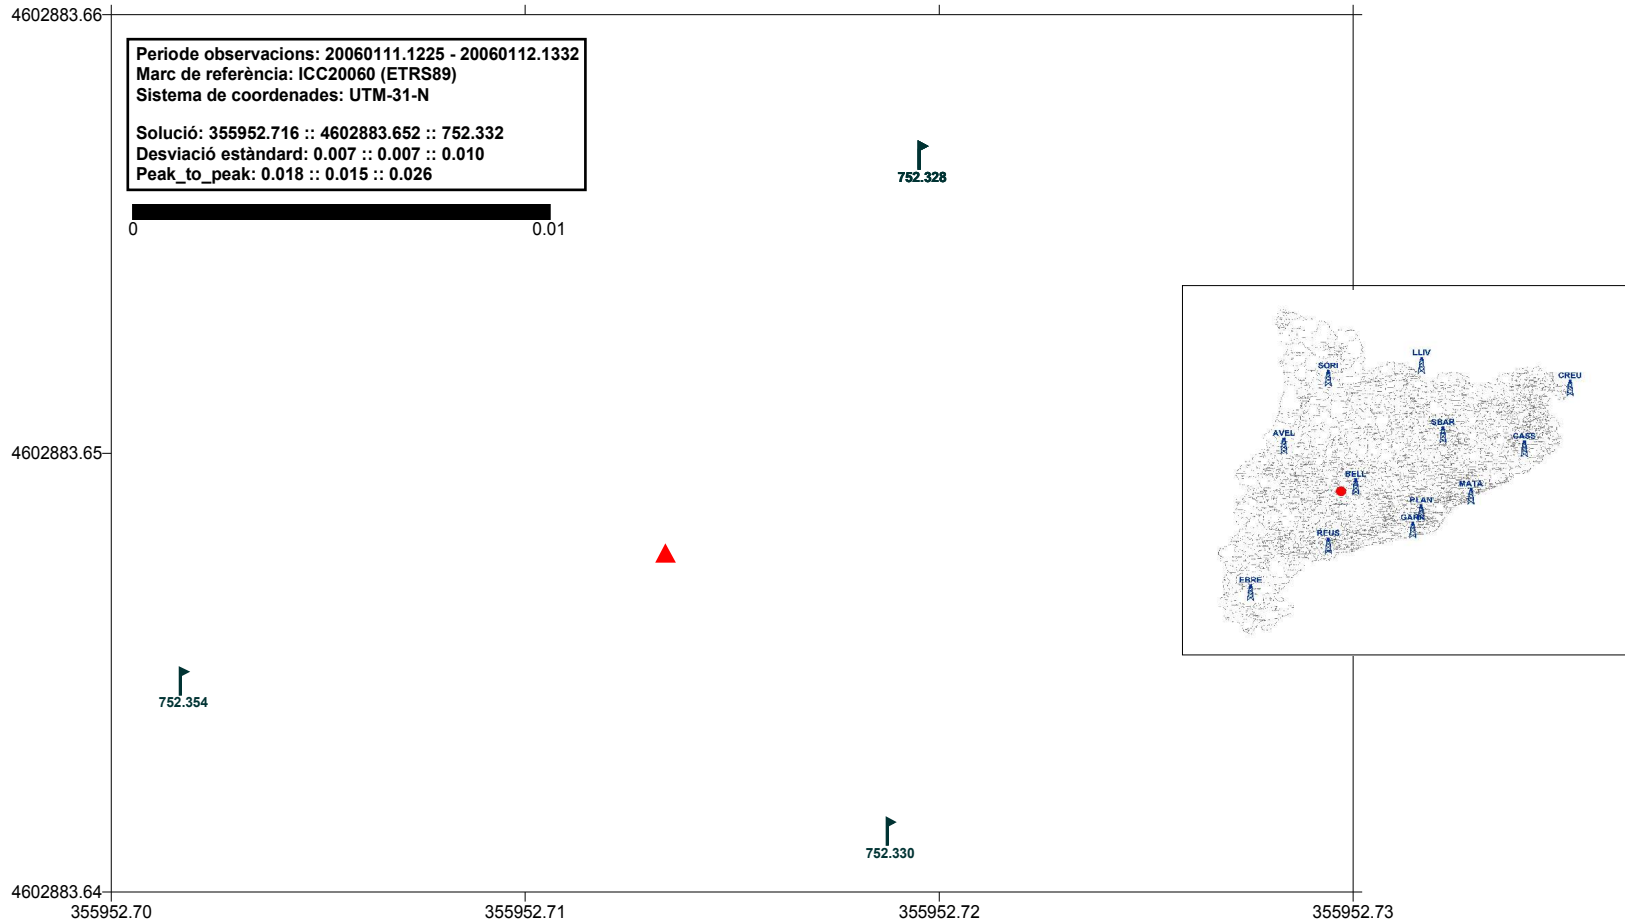 4602883.66
Periode observacions: 20060111.1225 - 20060112.1332
Marc de referència: ICC20060 (ETRS89)
Sistema de coordenades: UTM-31-N
Solució: 355952.716 :: 4602883.652 :: 752.332
Desviació estàndard: 0.007 :: 0.007 :: 0.010
Peak_to_peak: 0.018 :: 0.015 :: 0.026
0 0.01
752.328
LLIV
SORI
CREU
AVEL
SBAR
CASS
4602883.65
BELL
MATA
PLAN
REUS
EBRE
752.354
752.330
4602883.64
355952.70 355952.71 355952.72 355952.73